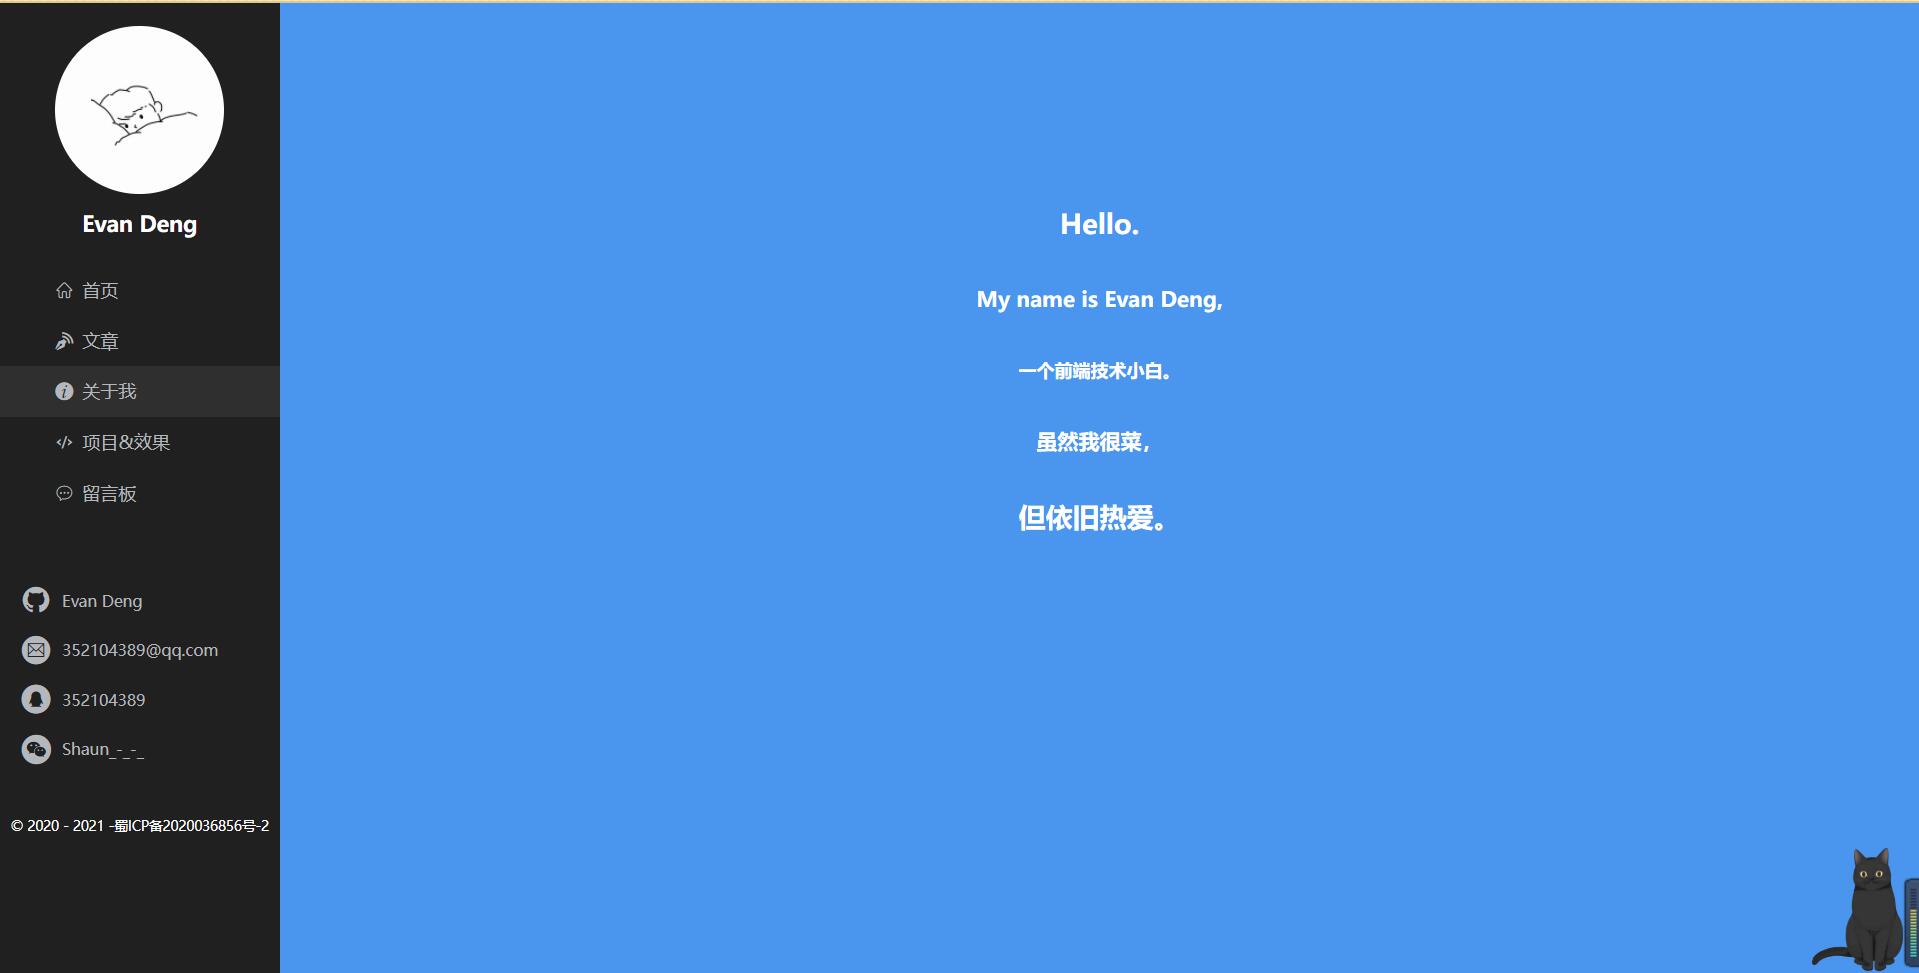 Evan Deng
首页
文章
关于我
项目&效果
留言板
Evan Deng
352104389@qq.com
352104389
Shaun_-_-_
© 2020 - 2021 -蜀ICP备2020036856号-2
Hello.
My name is Evan Deng,
一个前端技术小白。
虽然我很菜，
但依旧热爱。